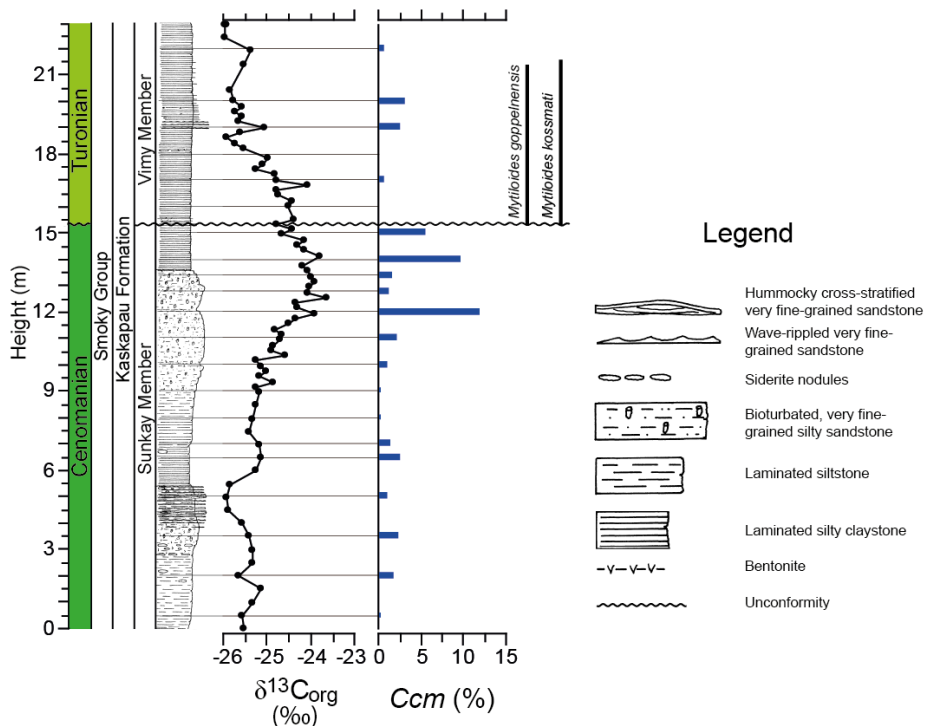 Height (m)
21
18
15
12
9
6
3
0
Turonian
Cenomanian
Smoky Group
Kaskapau Formation
Vimy Member
Sunkay Member
-26
-25
-24
-23
δ13Corg
(‰)
0
5
10
15
Ccm (%)
Mytiloides goppelnensis
Mytiloides kossmati
Legend
Hummocky cross-stratified
very fine-grained sandstone
Wave-rippled very fine-
grained sandstone
Siderite nodules
Bioturbated, very fine-
grained silty sandstone
Laminated siltstone
Laminated silty claystone
Bentonite
Unconformity